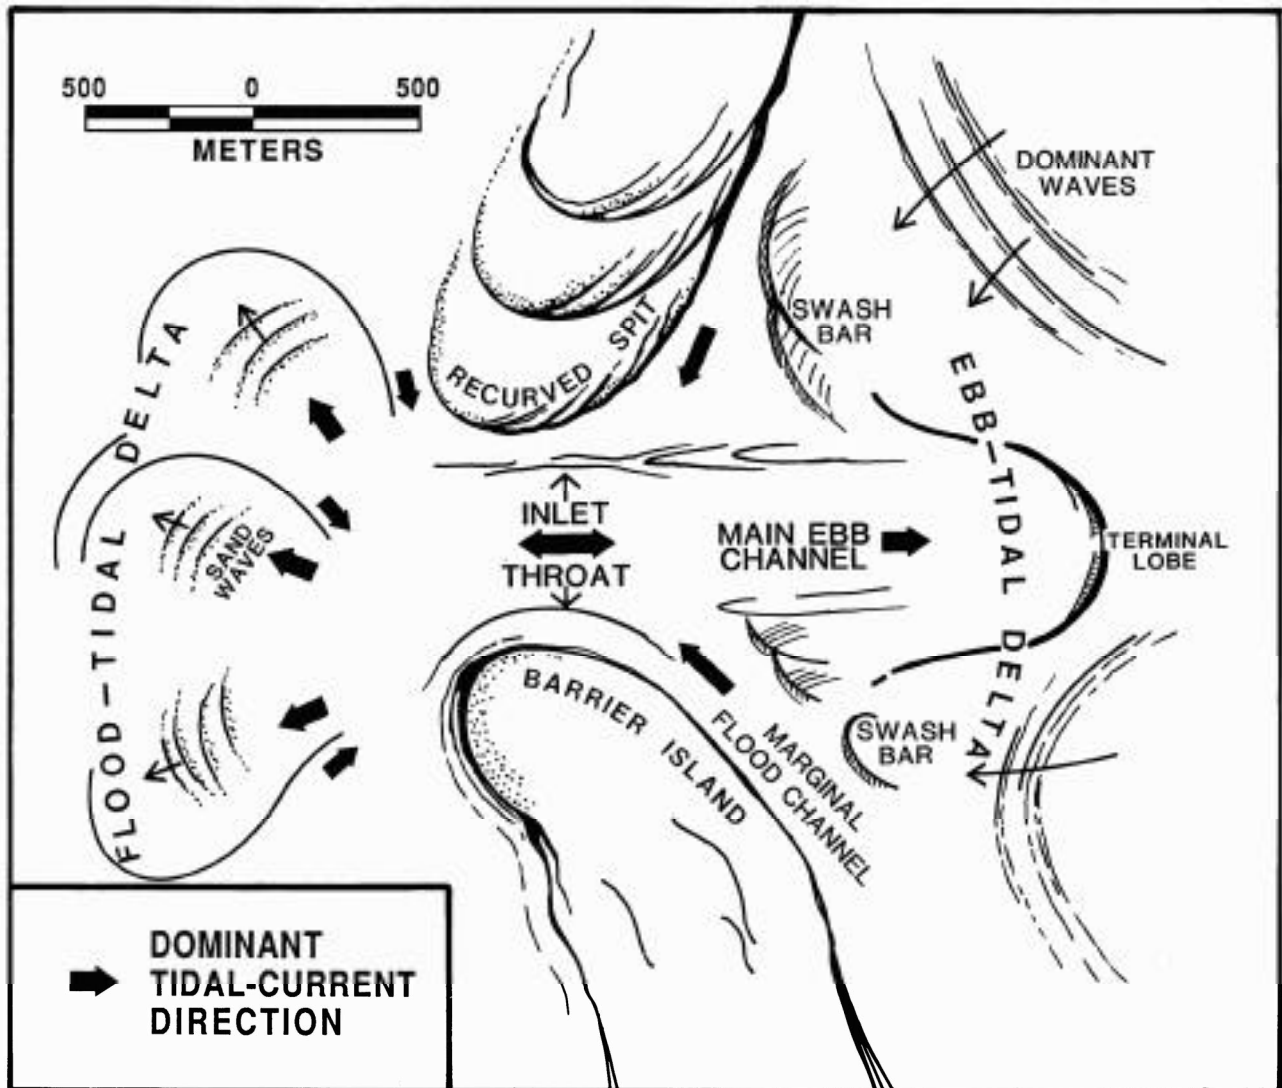 500 0 500
METERS
DOMINANT
WAVES
SWASH
BAR
RECURVED SPIT
EBB-TIDAL DELTA
FLOOD-TIDAL DELTA
SAND
WAVES
INLET
THROAT
MAIN EBB
CHANNEL
TERMINAL
LOBE
BARRIER ISLAND
MARGINAL
FLOOD CHANNEL
SWASH
BAR
DOMINANT
TIDAL-CURRENT
DIRECTION